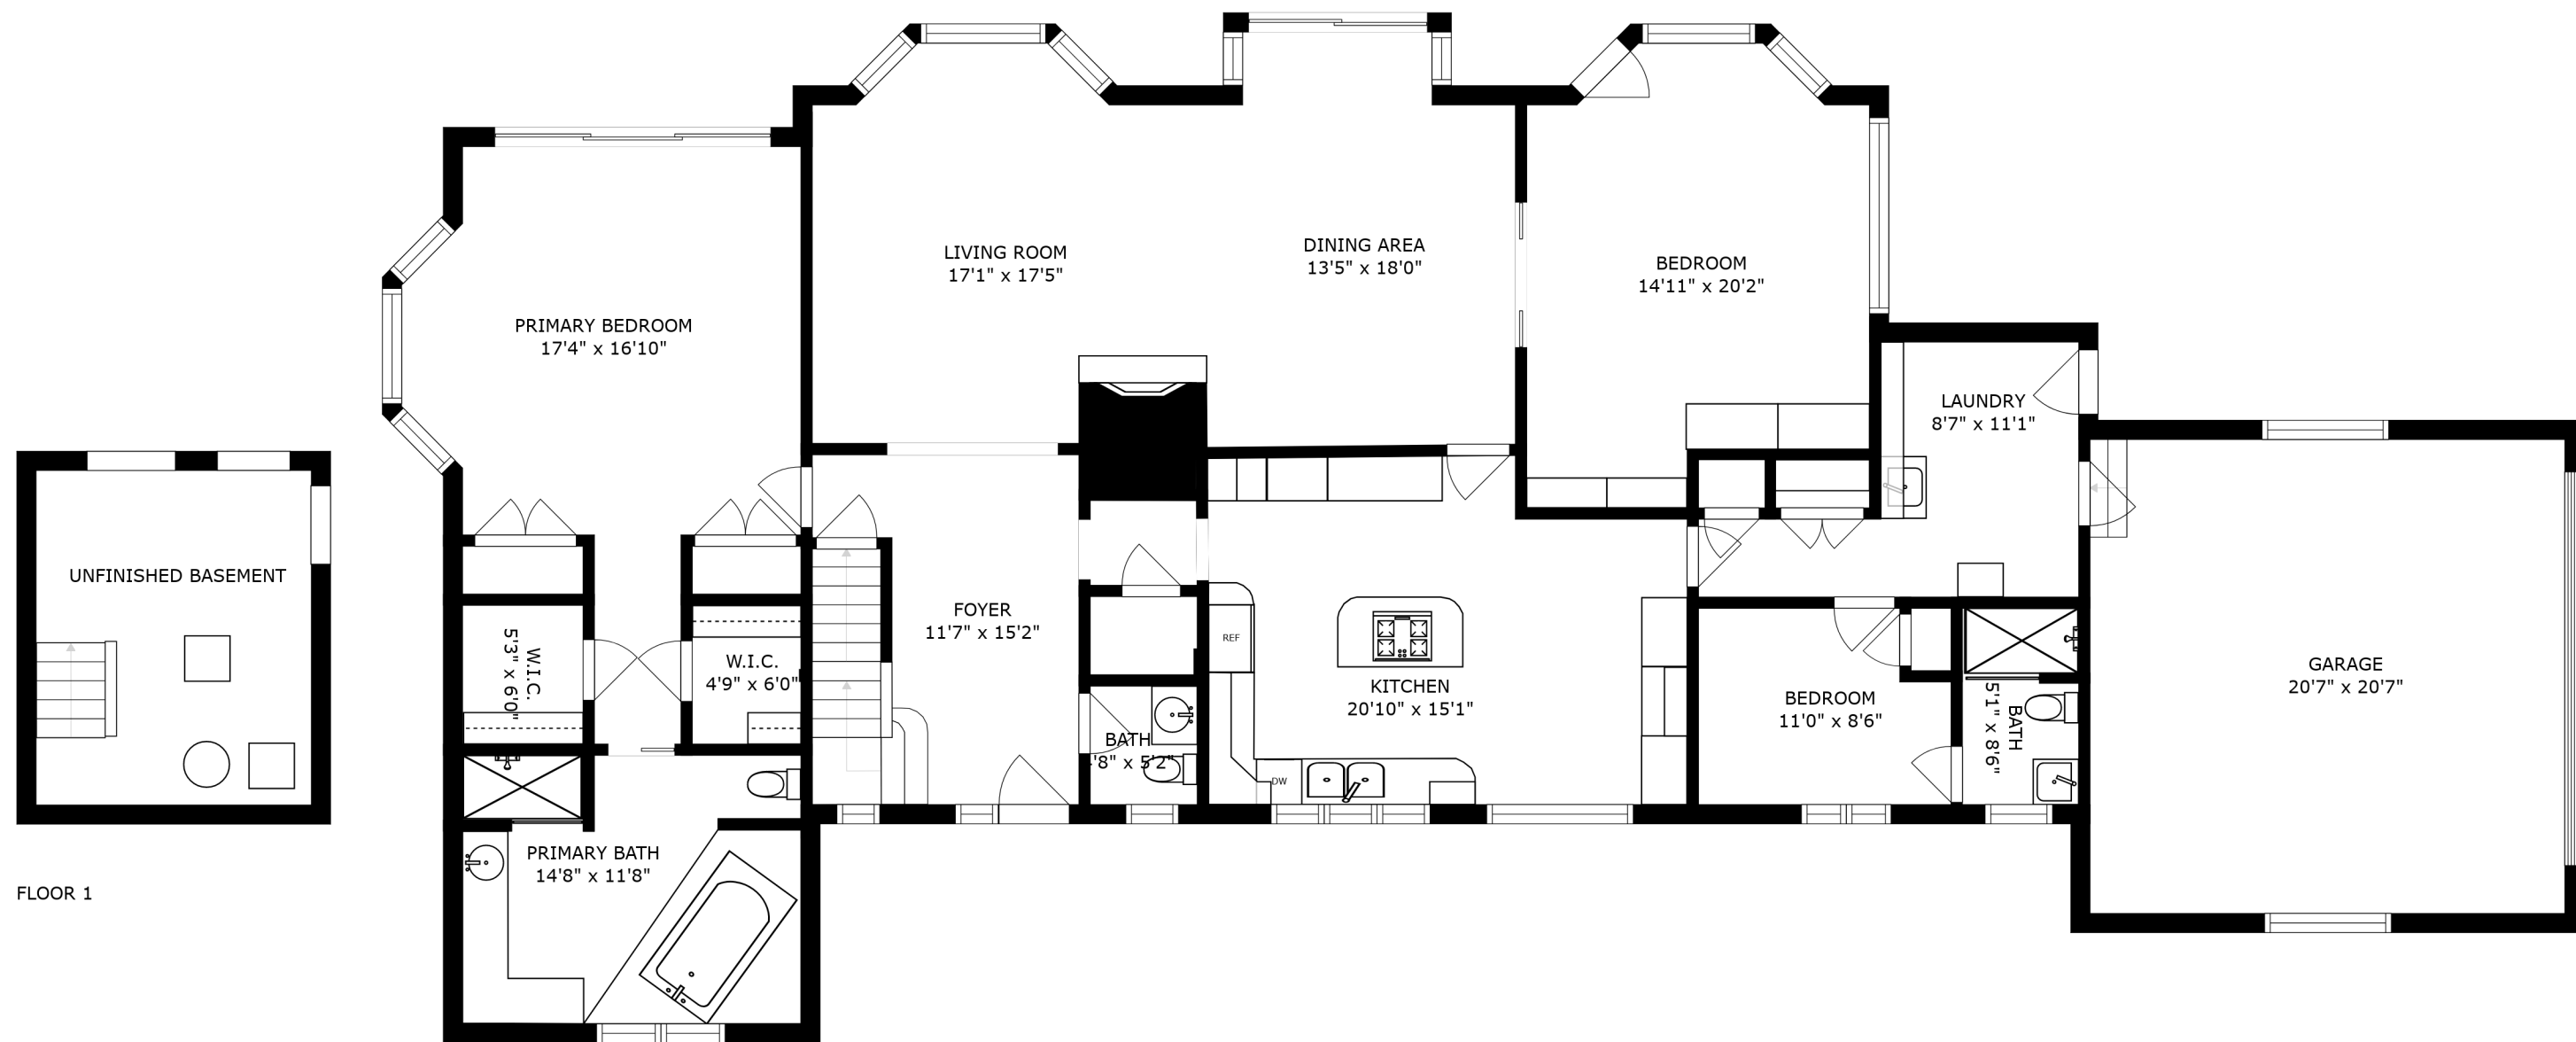 LIVING ROOM
17'1" x 17'5"
DINING AREA
13'5" x 18'0"
BEDROOM
14'11" x 20'2"
PRIMARY BEDROOM
17'4" x 16'10"
LAUNDRY
8'7" x 11'1"
UNFINISHED BASEMENT
FOYER
11'7" x 15'2"
REF
W.I.C.
5'3" x 6'0"
W.I.C.
4'9" x 6'0"
KITCHEN
20'10" x 15'1"
BEDROOM
11'0" x 8'6"
BATH
5'1" x 8'6"
GARAGE
20'7" x 20'7"
BATH
'8" x 5'2"
DW
PRIMARY BATH
14'8" x 11'8"
FLOOR 1